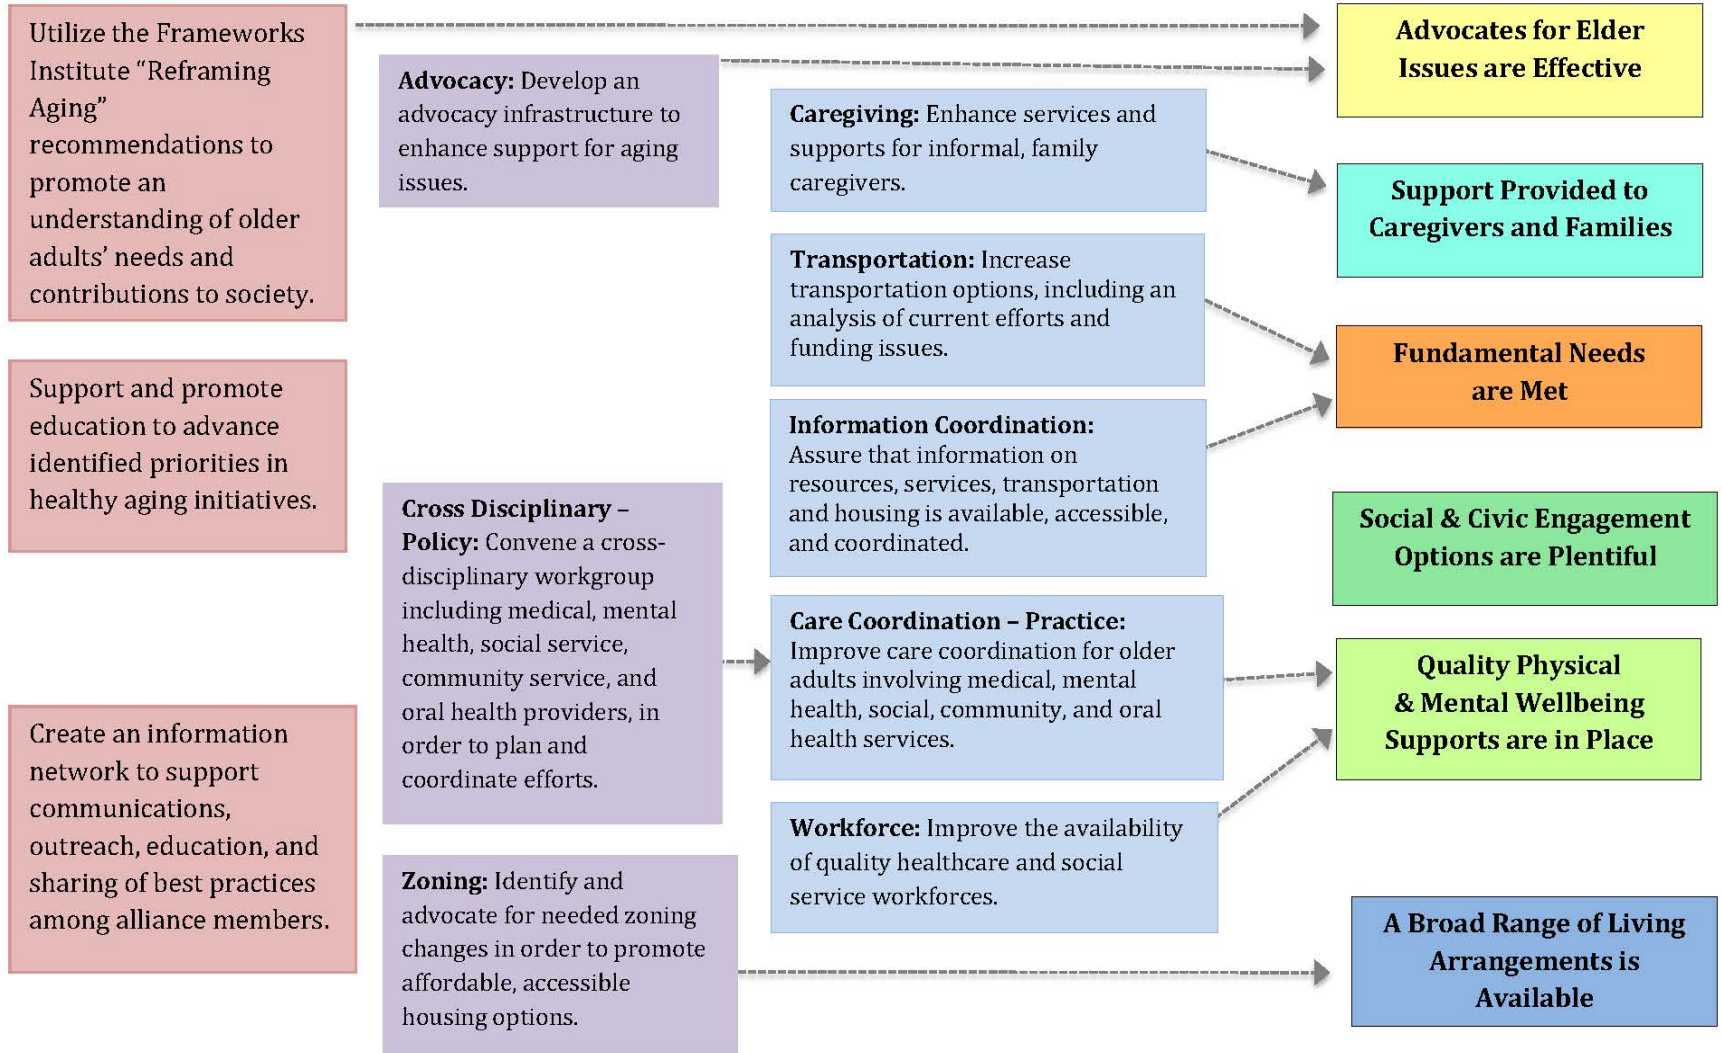 Utilize the Frameworks
Institute “Reframing
Aging”
recommendations to
promote an
understanding of older
adults’ needs and
contributions to society.
Support and promote
education to advance
identified priorities in
healthy aging initiatives.
Create an information
network to support
communications,
outreach, education, and
sharing of best practices
among alliance members.
Advocacy: Develop an
advocacy infrastructure to
enhance support for aging
issues.
Cross Disciplinary –
Policy: Convene a cross-
disciplinary workgroup
including medical, mental
health, social service,
community service, and
oral health providers, in
order to plan and
coordinate efforts.
Zoning: Identify and
advocate for needed zoning
changes in order to promote
affordable, accessible
housing options.
Caregiving: Enhance services and
supports for informal, family
caregivers.
Transportation: Increase
transportation options, including an
analysis of current efforts and
funding issues.
Information Coordination:
Assure that information on
resources, services, transportation
and housing is available, accessible,
and coordinated.
Care Coordination – Practice:
Improve care coordination for older
adults involving medical, mental
health, social, community, and oral
health services.
Workforce: Improve the availability
of quality healthcare and social
service workforces.
Advocates for Elder
Issues are Effective
Support Provided to
Caregivers and Families
Fundamental Needs
are Met
Social & Civic Engagement
Options are Plentiful
Quality Physical
& Mental Wellbeing
Supports are in Place
A Broad Range of Living
Arrangements is
Available